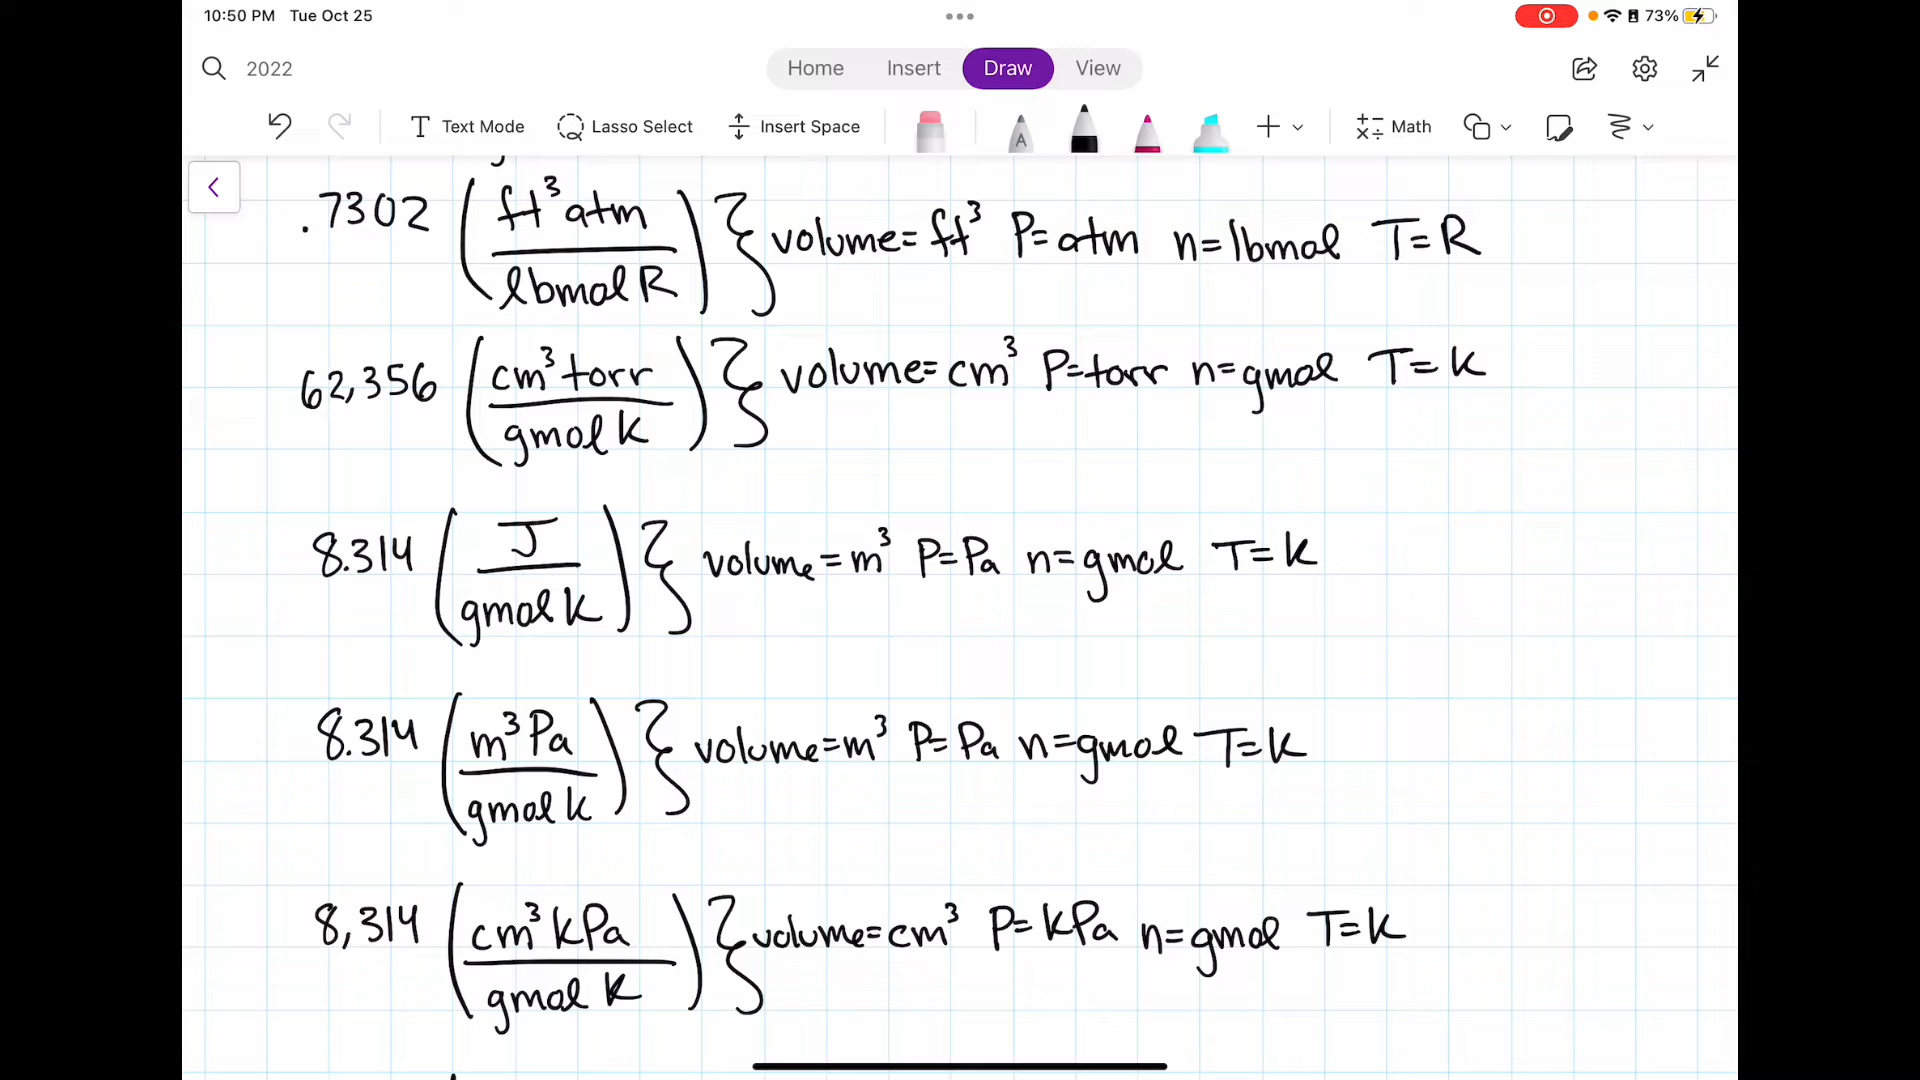 10:50 PM Tue Oct 25
73%
2022
Home Insert Draw View
Text Mode Lasso Select Insert Space A Math
.7302 (ft³ atm / lbmol R) } volume = ft³ P = atm n = lbmol T = R
62,356 (cm³ torr / gmol k) } volume = cm³ P = torr n = gmol T = k
8.314 (J / gmol k) } volume = m³ P = Pa n = gmol T = k
8.314 (m³ Pa / gmol k) } volume = m³ P = Pa n = gmol T = k
8,314 (cm³ kPa / gmol k) } volume = cm³ P = kPa n = gmol T = k